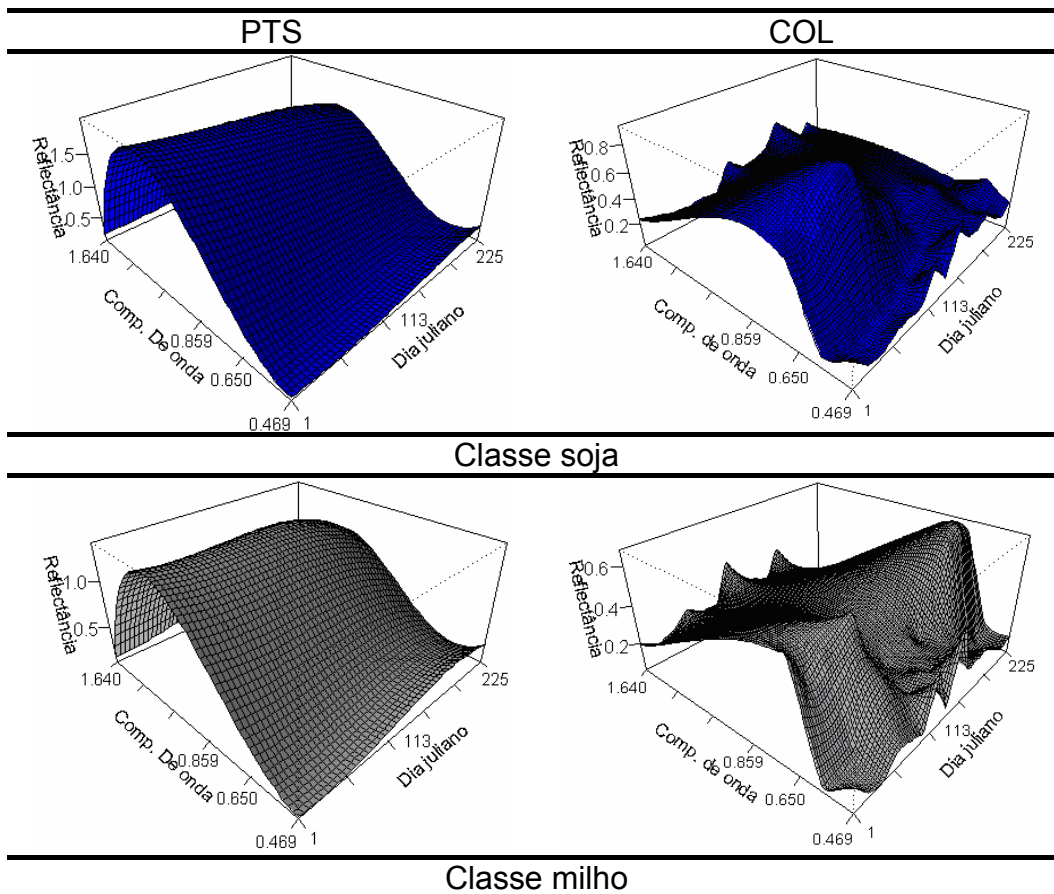 PTS COL
Reflectância
1.5
1.0
0.5
1.640
Comp. De onda
0.859
0.650
0.469
1
113
Dia juliano
225
Reflectância
0.8
0.6
0.4
0.2
1.640
Comp. de onda
0.859
0.650
0.469
1
113
Dia juliano
225
Classe soja
Reflectância
1.0
0.5
1.640
Comp. De onda
0.859
0.650
0.469
1
113
Dia juliano
225
Reflectância
0.6
0.4
0.2
1.640
Comp. de onda
0.859
0.650
0.469
1
113
Dia juliano
225
Classe milho